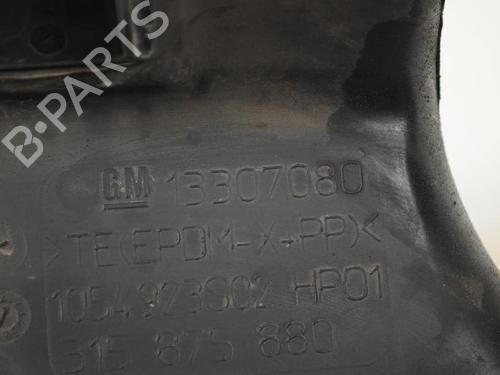 B-PARTS
GM 13307080
>TE(EPDM-X+PP)<
1054923S02 HP01
315 875 880